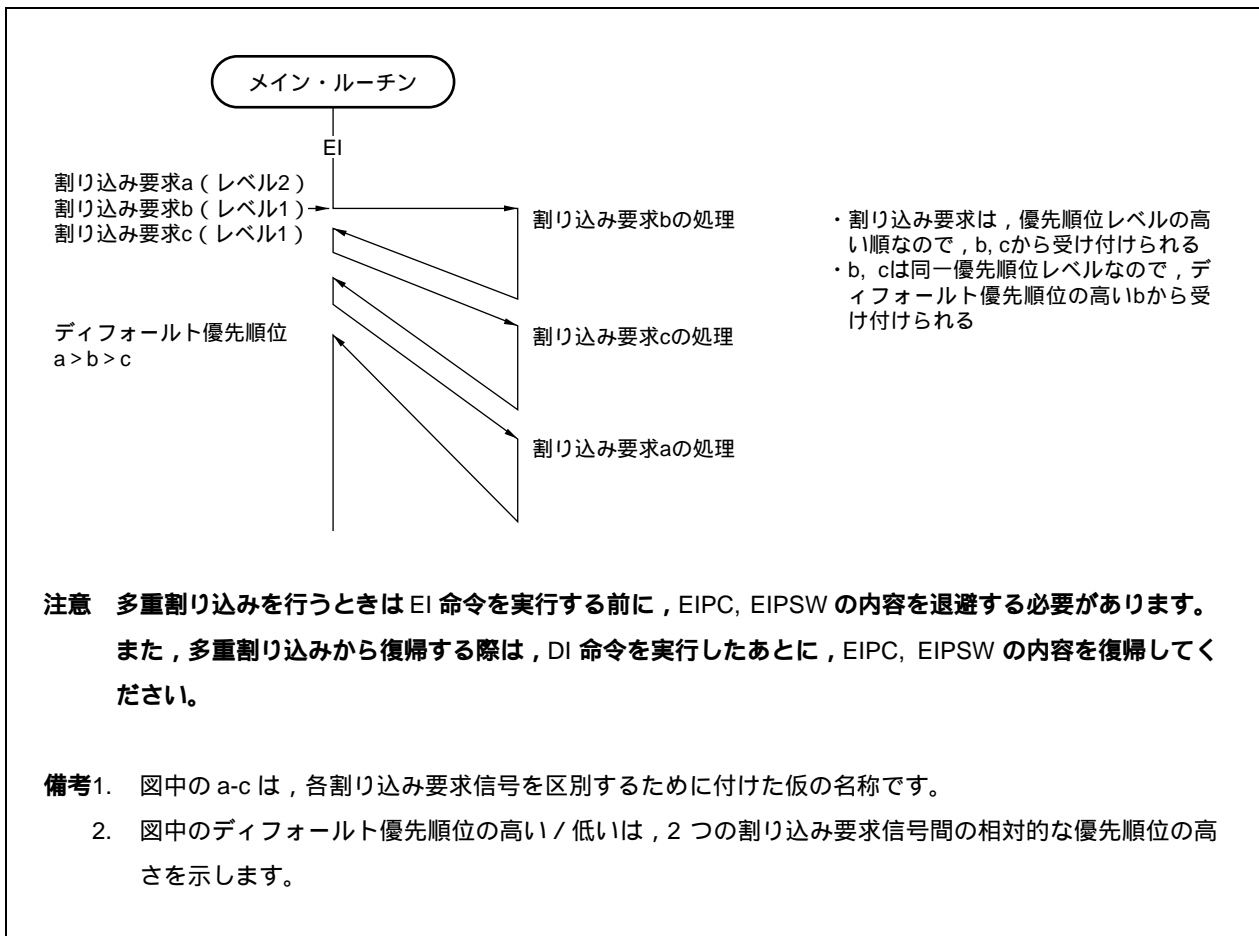 メイン・ルーチン
EI
割り込み要求a(レベル2)
割り込み要求b(レベル1)
割り込み要求c(レベル1)
ディフォールト優先順位
a>b>c
割り込み要求bの処理
割り込み要求cの処理
割り込み要求aの処理
・割り込み要求は,優先順位レベルの高
い順なので,b, cから受け付けられる
・b, cは同一優先順位レベルなので,デ
ィフォールト優先順位の高いbから受
け付けられる
注意 多重割り込みを行うときは EI 命令を実行する前に,EIPC, EIPSW の内容を退避する必要があります。
また,多重割り込みから復帰する際は,DI 命令を実行したあとに,EIPC, EIPSW の内容を復帰してく
ださい。
備考1. 図中の a-c は,各割り込み要求信号を区別するために付けた仮の名称です。
2. 図中のディフォールト優先順位の高い/低いは,2 つの割り込み要求信号間の相対的な優先順位の高
さを示します。